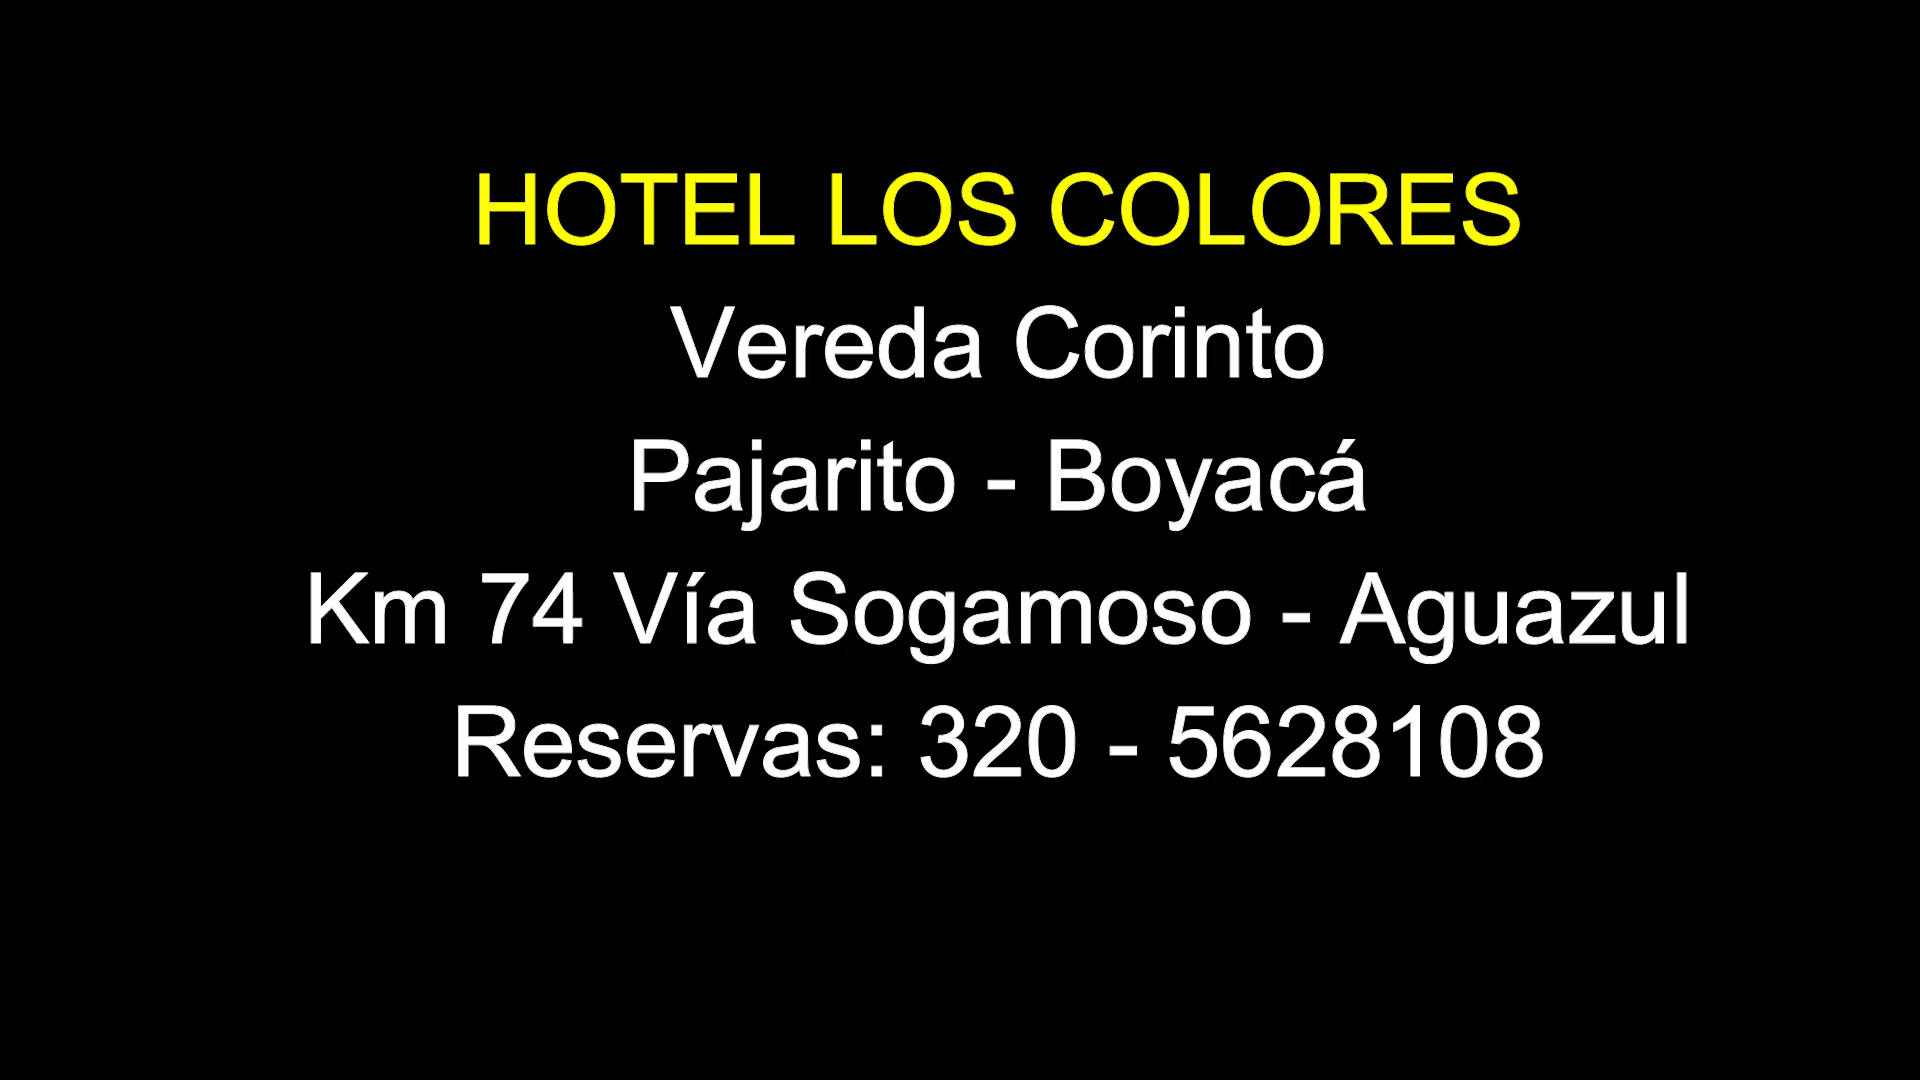 HOTEL LOS COLORES
Vereda Corinto
Pajarito - Boyacá
Km 74 Vía Sogamoso - Aguazul
Reservas: 320 - 5628108